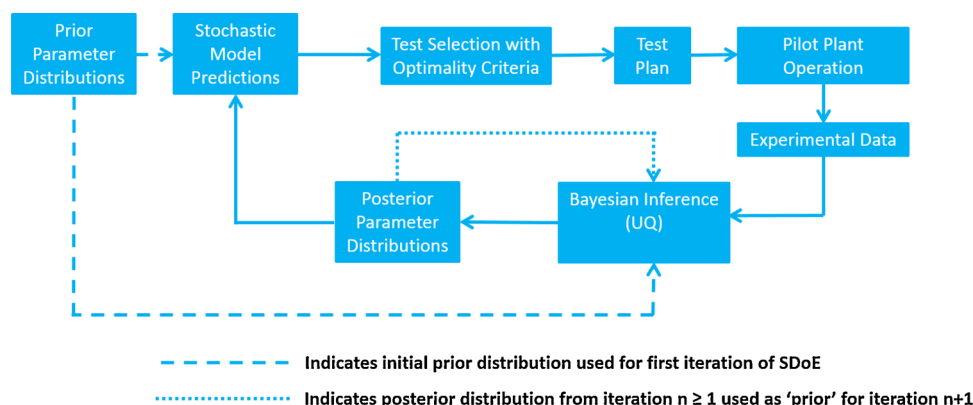 Prior
Parameter
Distributions
Stochastic
Model
Predictions
Test Selection with
Optimality Criteria
Test
Plan
Pilot Plant
Operation
Experimental Data
Posterior
Parameter
Distributions
Bayesian Inference
(UQ)
Indicates initial prior distribution used for first iteration of SDoE
Indicates posterior distribution from iteration n ≥ 1 used as ‘prior’ for iteration n+1